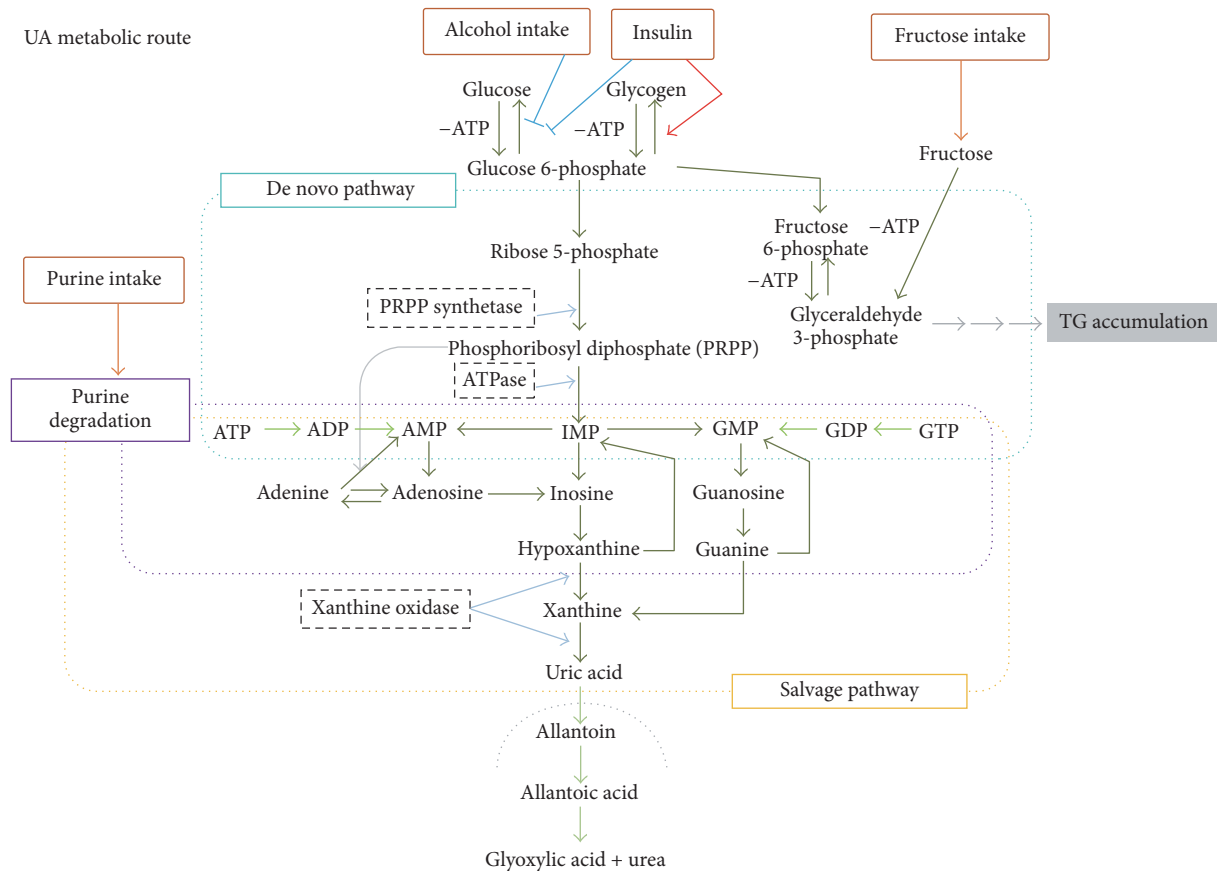 UA metabolic route
Alcohol intake
Insulin
Fructose intake
Glucose
Glycogen
−ATP
−ATP
Glucose 6-phosphate
Fructose
De novo pathway
Fructose
6-phosphate
−ATP
Ribose 5-phosphate
Purine intake
−ATP
PRPP synthetase
Glyceraldehyde
3-phosphate
TG accumulation
Phosphoribosyl diphosphate (PRPP)
ATPase
Purine
degradation
ATP
ADP
AMP
IMP
GMP
GDP
GTP
Adenine
Adenosine
Inosine
Guanosine
Hypoxanthine
Guanine
Xanthine oxidase
Xanthine
Uric acid
Salvage pathway
Allantoin
Allantoic acid
Glyoxylic acid + urea